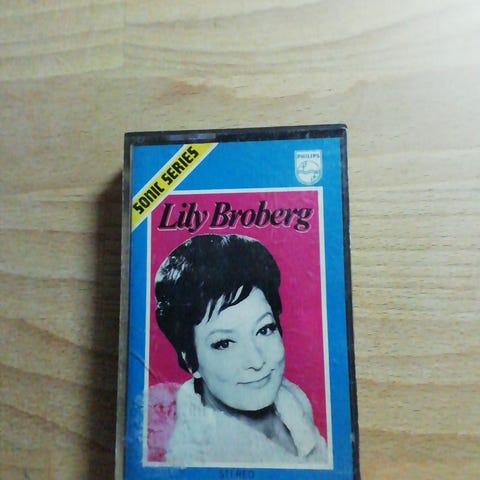 SONIC SERIES
PHILIPS
Lily Broberg
STEREO